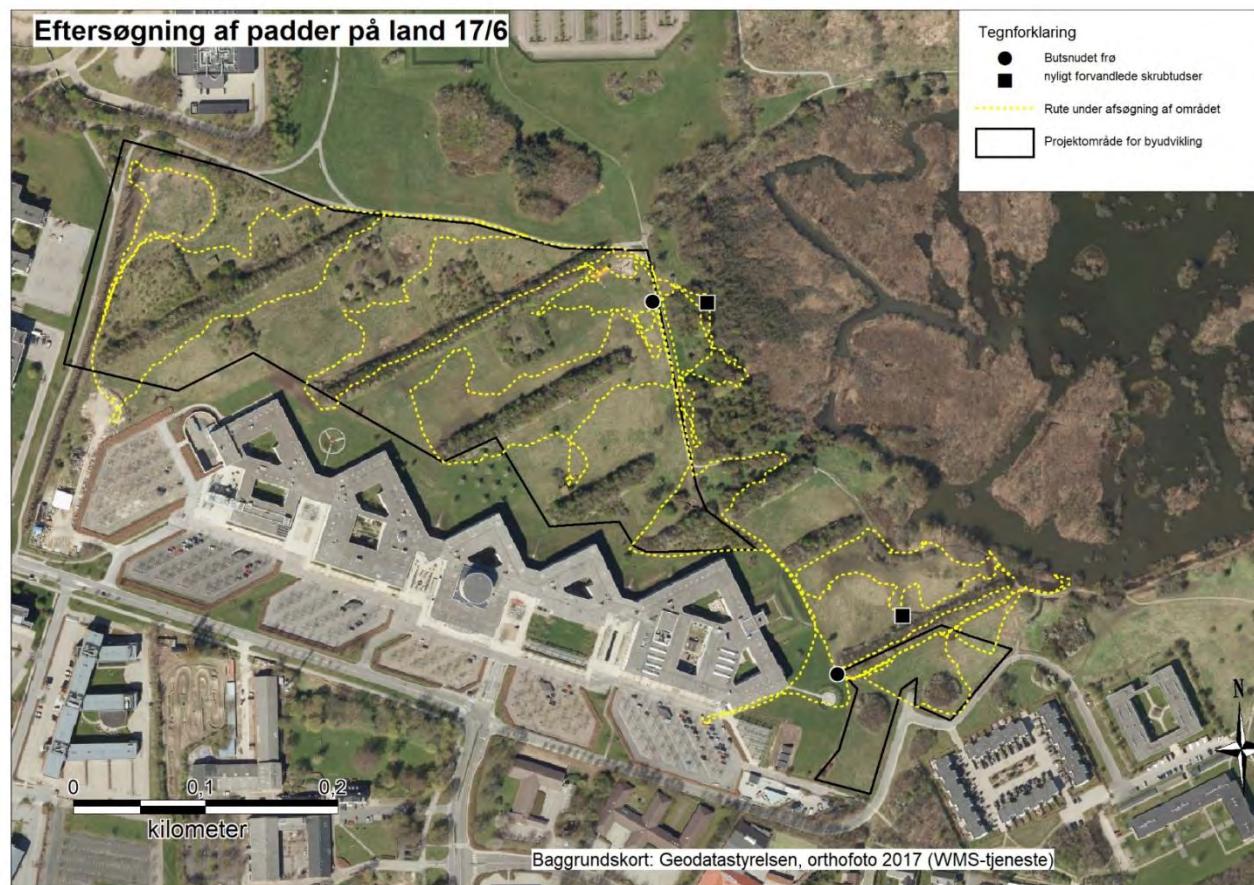 Eftersøgning af padder på land 17/6
Tegnforklaring
Butsnudet frø
nyligt forvandlede skrubtudser
Rute under afsøgning af området
Projektområde for byudvikling
N
0 0,1 0,2
kilometer
Baggrundskort: Geodatastyrelsen, orthofoto 2017 (WMS-tjeneste)